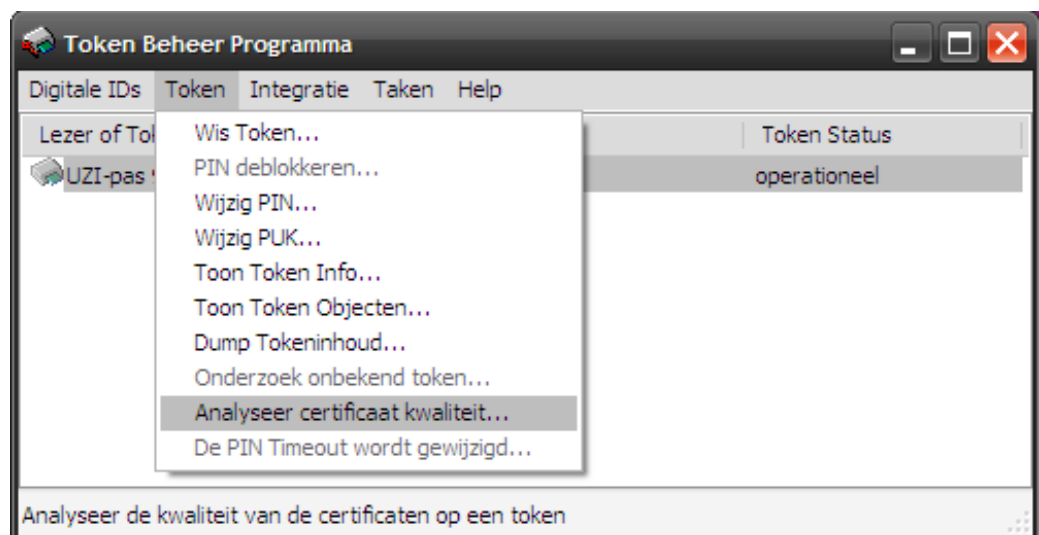 Token Beheer Programma
Digitale IDs Token Integratie Taken Help
Lezer of Token Status
UZI-pas operationeel
Wis Token...
PIN deblokkeren...
Wijzig PIN...
Wijzig PUK...
Toon Token Info...
Toon Token Objecten...
Dump Tokeninhoud...
Onderzoek onbekend token...
Analyseer certificaat kwaliteit...
De PIN Timeout wordt gewijzigd...
Analyseer de kwaliteit van de certificaten op een token